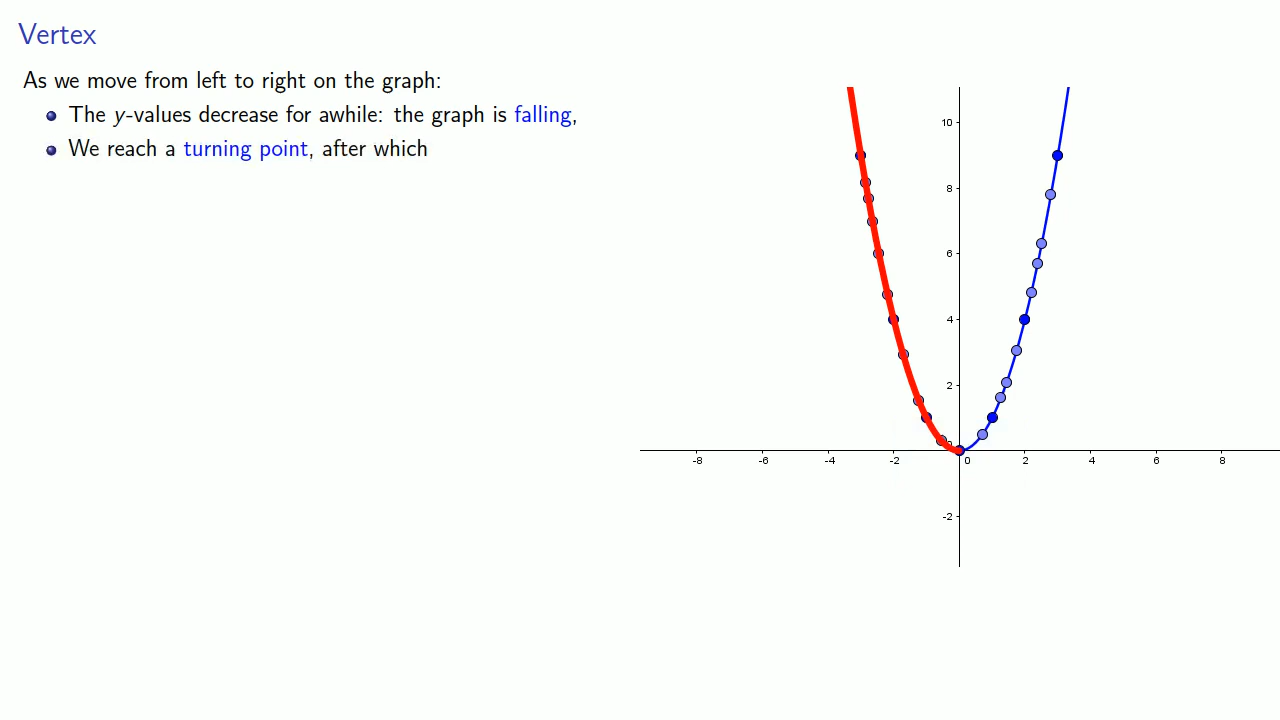 Vertex
As we move from left to right on the graph:
The y-values decrease for awhile: the graph is falling,
We reach a turning point, after which
10
8
6
4
2
0
-8 -6 -4 -2 0 2 4 6 8
-2